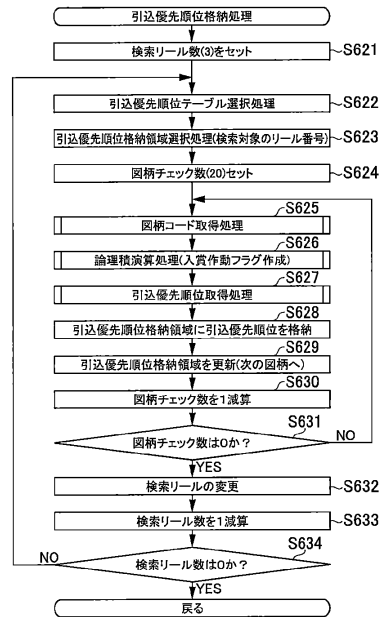 引込優先順位格納処理
検索リール数(3)をセット
S621
引込優先順位テーブル選択処理
S622
引込優先順位格納領域選択処理(検索対象のリール番号)
S623
図柄チェック数(20)セット
S624
S625
図柄コード取得処理
S626
論理積演算処理(入賞作動フラグ作成)
S627
引込優先順位取得処理
S628
引込優先順位格納領域に引込優先順位を格納
S629
引込優先順位格納領域を更新(次の図柄へ)
S630
図柄チェック数を1減算
S631
図柄チェック数は0か?
NO
YES
検索リールの変更
S632
検索リール数を1減算
S633
NO
S634
検索リール数は0か?
YES
戻る